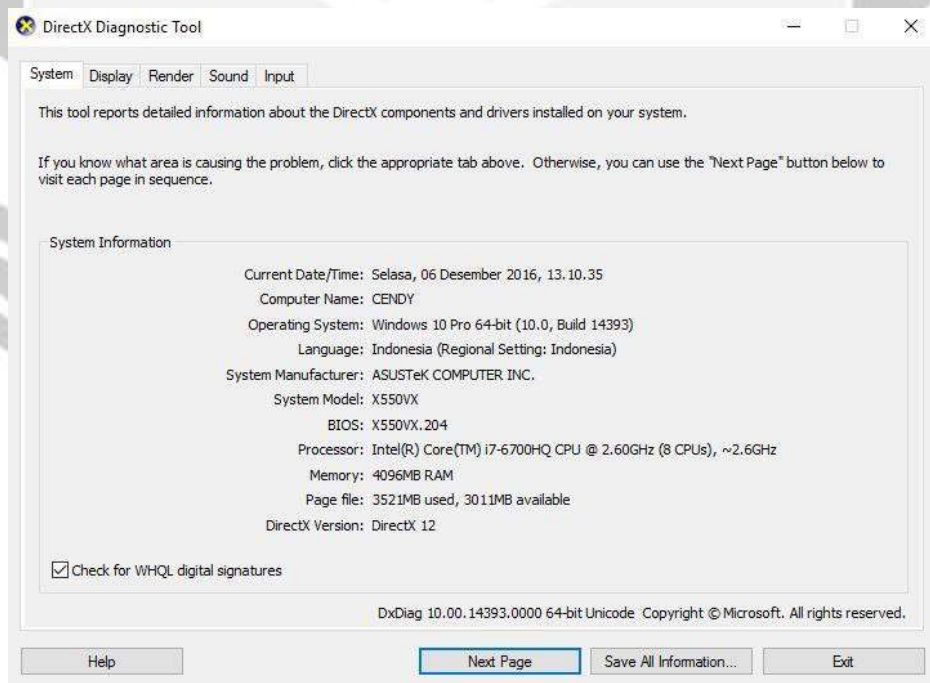 DirectX Diagnostic Tool
System Display Render Sound Input
This tool reports detailed information about the DirectX components and drivers installed on your system.
If you know what area is causing the problem, click the appropriate tab above. Otherwise, you can use the "Next Page" button below to
visit each page in sequence.
System Information
Current Date/Time: Selasa, 06 Desember 2016, 13.10.35
Computer Name: CENDY
Operating System: Windows 10 Pro 64-bit (10.0, Build 14393)
Language: Indonesia (Regional Setting: Indonesia)
System Manufacturer: ASUSTeK COMPUTER INC.
System Model: X550VX
BIOS: X550VX.204
Processor: Intel(R) Core(TM) i7-6700HQ CPU @ 2.60GHz (8 CPUs), ~2.6GHz
Memory: 4096MB RAM
Page file: 3521MB used, 3011MB available
DirectX Version: DirectX 12
Check for WHQL digital signatures
DxDiag 10.00.14393.0000 64-bit Unicode Copyright © Microsoft. All rights reserved.
Help Next Page Save All Information... Exit